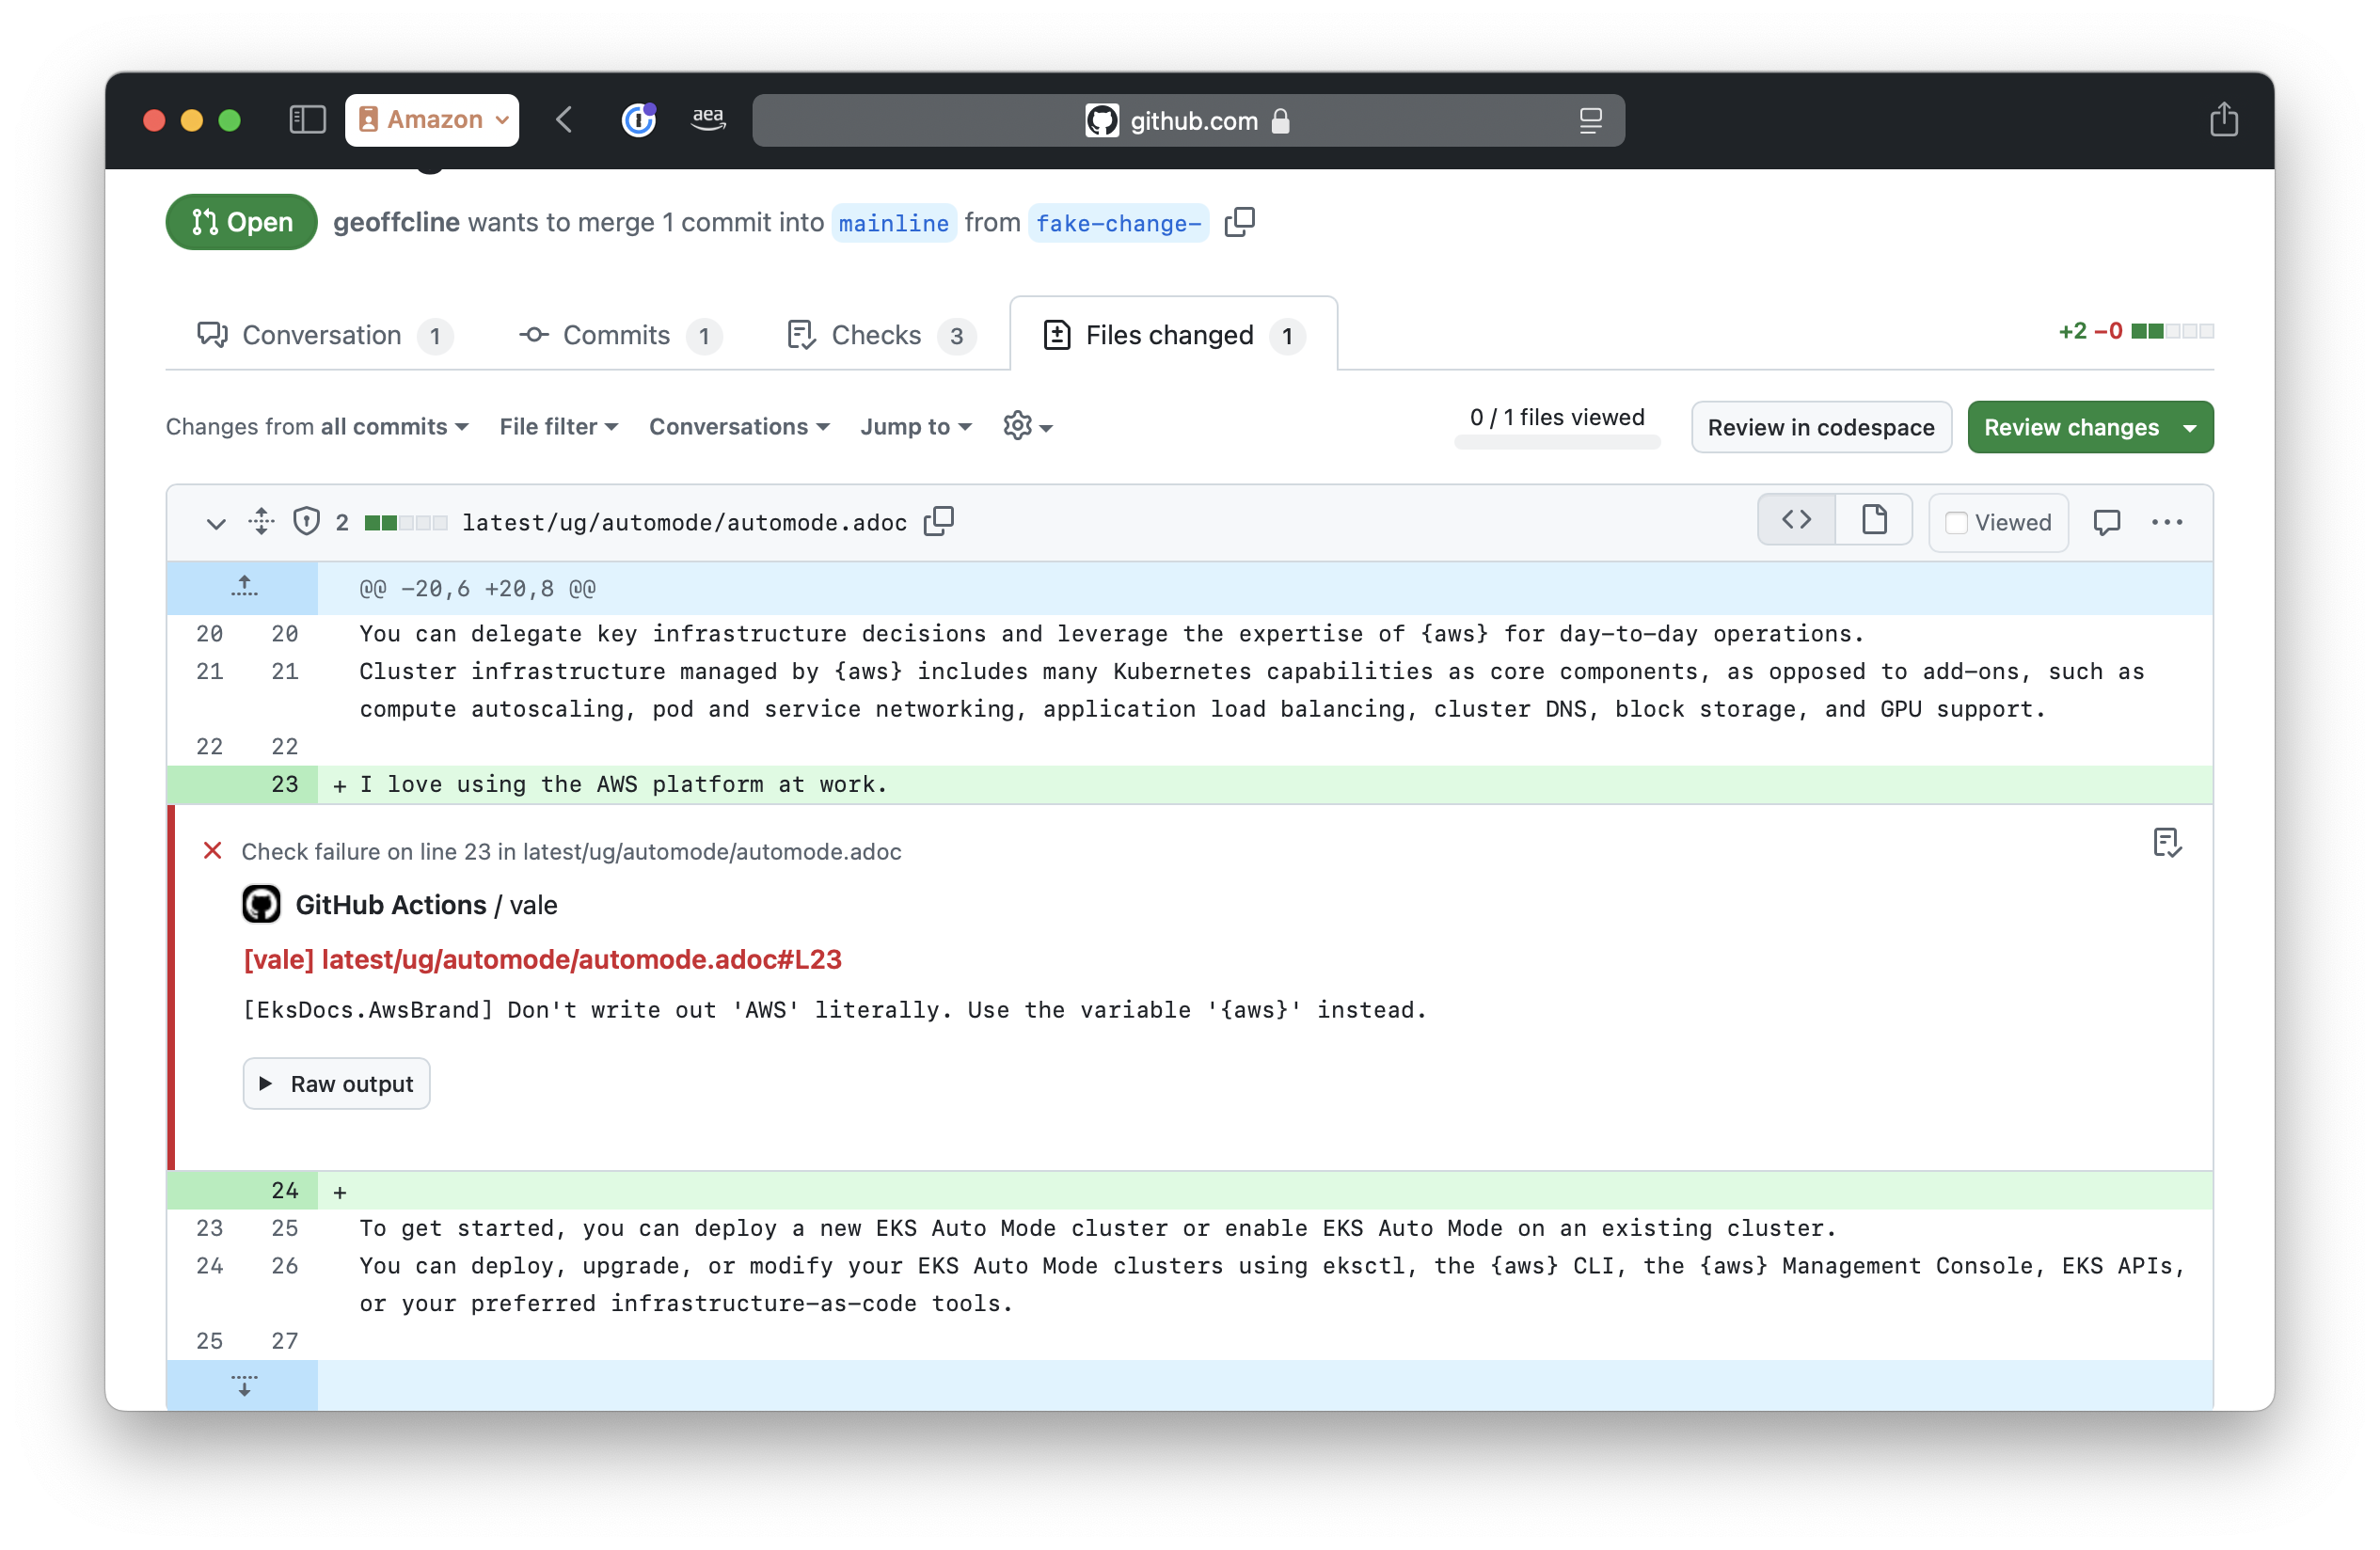 Amazon
aea
github.com
Open geoffcline wants to merge 1 commit into mainline from fake-change-
Conversation 1 Commits 1 Checks 3 Files changed 1 +2 −0
Changes from all commits File filter Conversations Jump to 0 / 1 files viewed Review in codespace Review changes
2 latest/ug/automode/automode.adoc Viewed
@@ -20,6 +20,8 @@
20 20 You can delegate key infrastructure decisions and leverage the expertise of {aws} for day-to-day operations.
21 21 Cluster infrastructure managed by {aws} includes many Kubernetes capabilities as core components, as opposed to add-ons, such as
compute autoscaling, pod and service networking, application load balancing, cluster DNS, block storage, and GPU support.
22 22
23 + I love using the AWS platform at work.
Check failure on line 23 in latest/ug/automode/automode.adoc
GitHub Actions / vale
[vale] latest/ug/automode/automode.adoc#L23
[EksDocs.AwsBrand] Don't write out 'AWS' literally. Use the variable '{aws}' instead.
Raw output
24 +
23 25 To get started, you can deploy a new EKS Auto Mode cluster or enable EKS Auto Mode on an existing cluster.
24 26 You can deploy, upgrade, or modify your EKS Auto Mode clusters using eksctl, the {aws} CLI, the {aws} Management Console, EKS APIs,
or your preferred infrastructure-as-code tools.
25 27